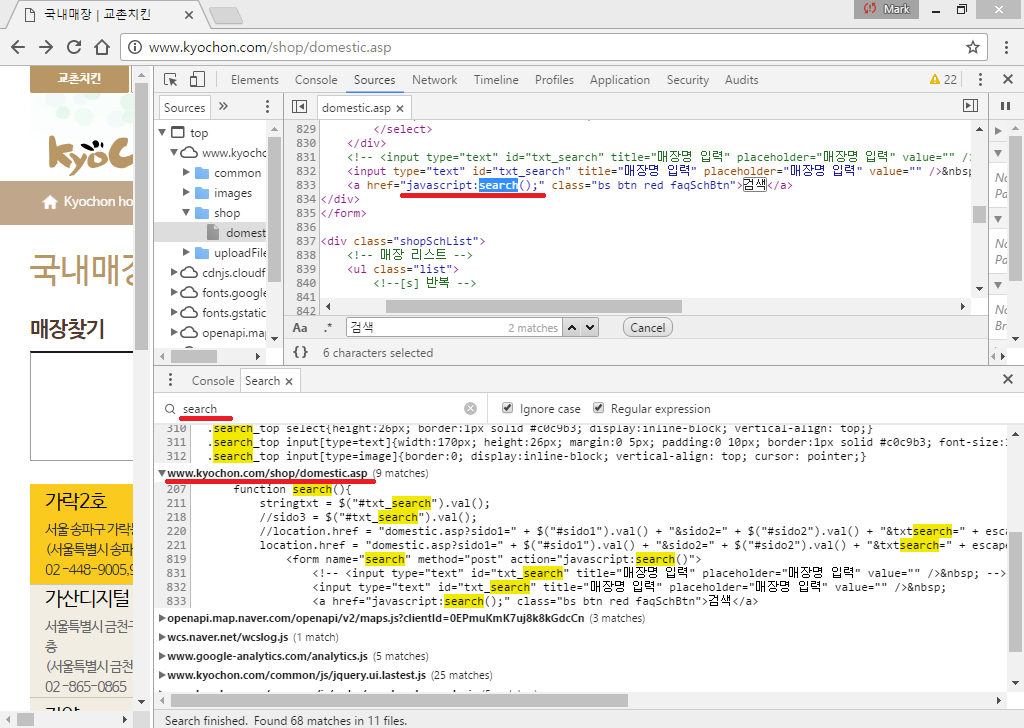 국내매장 | 교촌치킨
Mark
www.kyochon.com/shop/domestic.asp
교촌치킨
Kyochon ho
국내매장
매장찾기
가락2호
서울 송파구 가락동
(서울특별시 송파
02 -448-9005,9
가산디지털
서울특별시 금천구
층
(서울특별시 금천
02 -865-0865
Elements Console Sources Network Timeline Profiles Application Security Audits 22
Sources
top
www.kyocho
common
images
shop
domest
uploadFile
cdnjs.cloudf
fonts.google
fonts.gstatic
openapi.map
domestic.asp
829 </select>
830 </div>
831 <!-- <input type="text" id="txt_search" title="매장명 입력" placeholder="매장명 입력" value="" /
832 <input type="text" id="txt_search" title="매장명 입력" placeholder="매장명 입력" value="" />&nbsp
833 <a href="javascript:search();" class="bs btn red faqSchBtn">검색</a>
834 </div>
835 </form>
836
837 <div class="shopSchList">
838 <!-- 매장 리스트 -->
839 <ul class="list">
840 <!--[s] 반복 -->
841
842
No
Pa
No
Pa
No
Br
Aa .* 검색 2 matches Cancel
{} 6 characters selected
Console Search
search Ignore case Regular expression
310 .search_top select{height:26px; border:1px solid #c0c9b3; display:inline-block; vertical-align: top;}
311 .search_top input[type=text]{width:170px; height:26px; margin:0 5px; padding:0 10px; border:1px solid #c0c9b3; font-size:1
312 .search_top input[type=image]{border:0; display:inline-block; vertical-align: top; cursor: pointer;}
www.kyochon.com/shop/domestic.asp (9 matches)
207 function search(){
211 stringtxt = $("#txt_search").val();
218 //sido3 = $("#txt_search").val();
220 //location.href = "domestic.asp?sido1=" + $("#sido1").val() + "&sido2=" + $("#sido2").val() + "&txtsearch=" + esca
221 location.href = "domestic.asp?sido1=" + $("#sido1").val() + "&sido2=" + $("#sido2").val() + "&txtsearch=" + escape
819 <form name="search" method="post" action="javascript:search()">
831 <!-- <input type="text" id="txt_search" title="매장명 입력" placeholder="매장명 입력" value="" />&nbsp; -->
832 <input type="text" id="txt_search" title="매장명 입력" placeholder="매장명 입력" value="" />&nbsp;
833 <a href="javascript:search();" class="bs btn red faqSchBtn">검색</a>
openapi.map.naver.com/openapi/v2/maps.js?clientId=0EPmuKmK7uj8k8kGdcCn (3 matches)
wcs.naver.net/wcslog.js (1 match)
www.google-analytics.com/analytics.js (5 matches)
www.kyochon.com/common/js/jquery.ui.lastest.js (25 matches)
Search finished. Found 68 matches in 11 files.